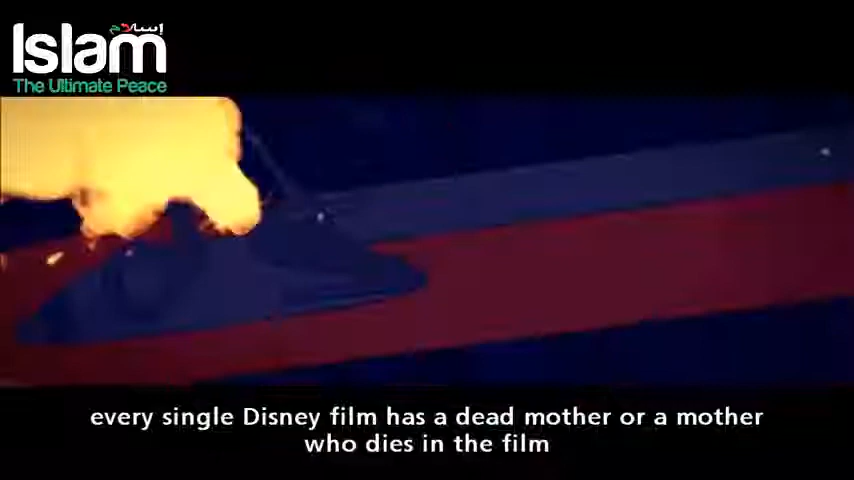 إسلام
Islam
The Ultimate Peace
every single Disney film has a dead mother or a mother
who dies in the film